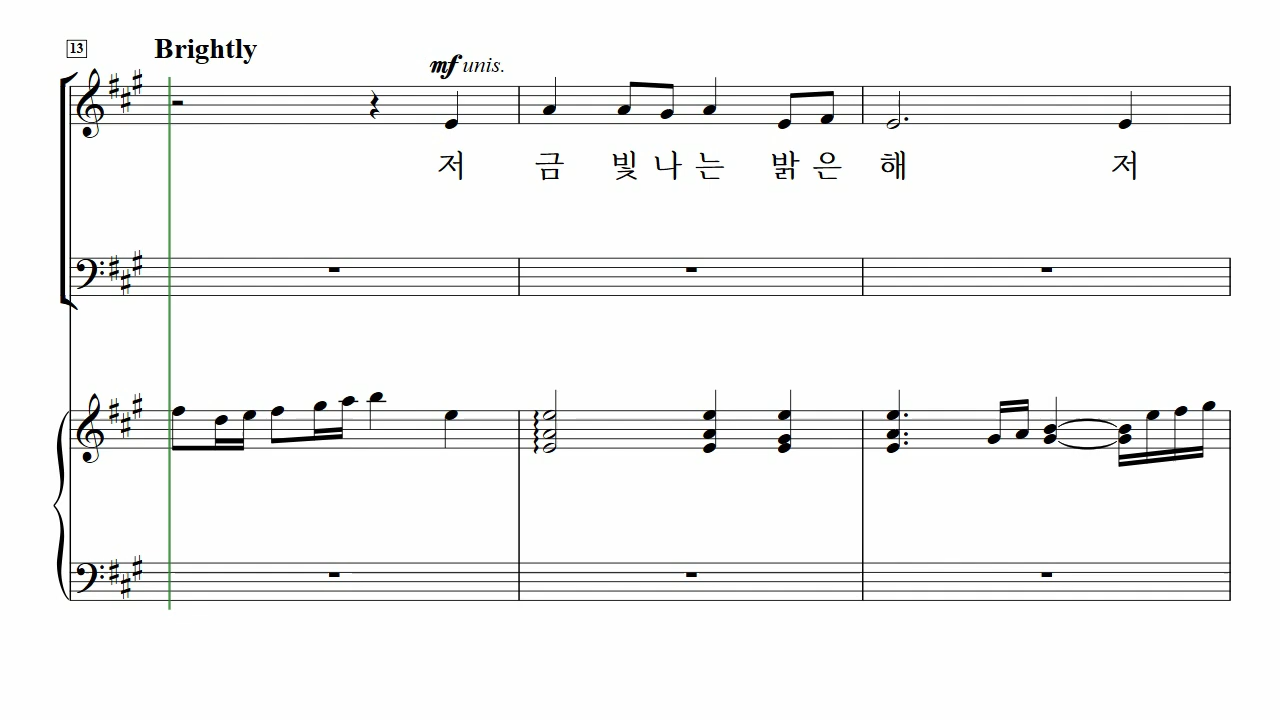 13 Brightly
mf unis.
저 금 빛 나 는 밝 은 해 저